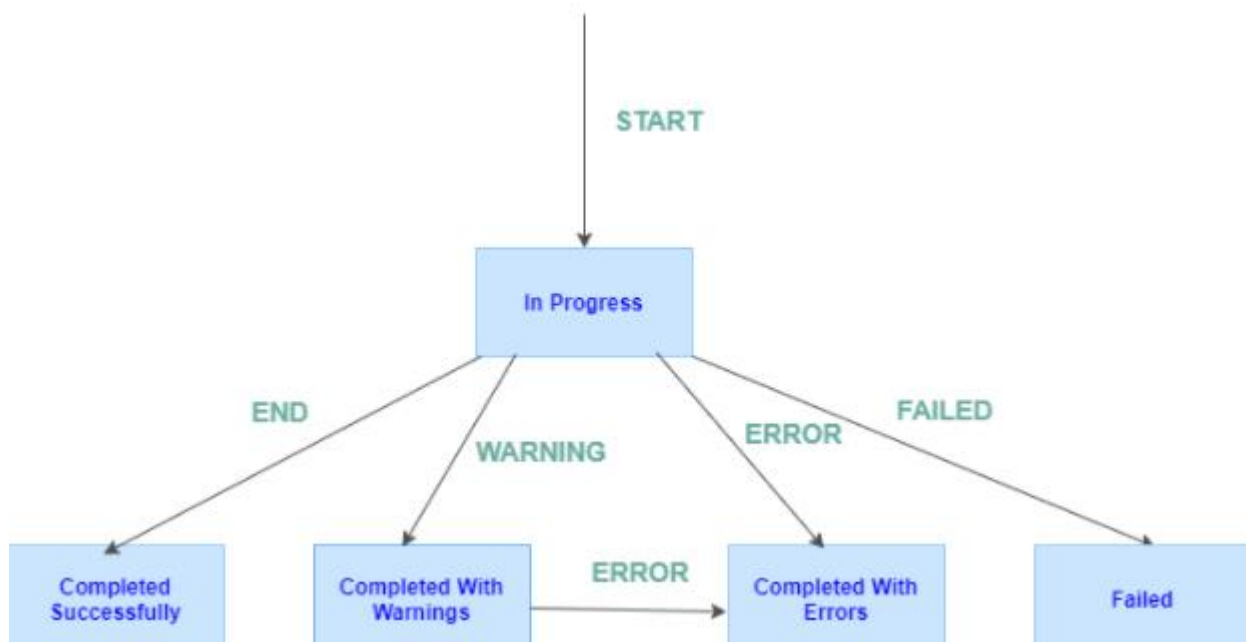 START
In Progress
END
FAILED
ERROR
WARNING
ERROR
Completed
Successfully
Completed With
Warnings
Completed With
Errors
Failed